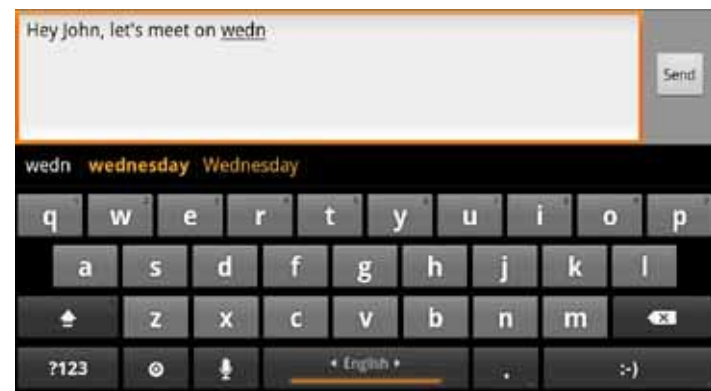 Hey John, let's meet on wedn
Send
wedn wednesday Wednesday
q w e r t y u i o p
a s d f g h j k l
z x c v b n m
?123 English . :-)